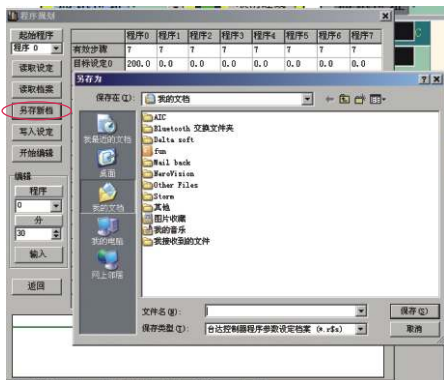 程序规划
起始程序 程序0 程序1 程序2 程序3 程序4 程序5 程序6 程序7
程序 0 有效步骤 7 7 7 7 7 7 7 7
读取设定 目标设定0 200.0 0.0 0.0 0.0 0.0 0.0 0.0 0.0
读取档案
另存新档
写入设定
开始编辑
编辑
程序
0
分
30
输入
返回
另存为
保存在(I): 我的文档
我最近的文档
桌面
我的文档
我的电脑
网上邻居
AIC
Bluetooth 交换文件夹
Delta soft
fun
Mail back
NeroVision
Other Files
Storm
其他
图片收藏
我的音乐
我接收到的文件
文件名(N): 保存(S)
保存类型(T): 台达控制器程序参数设定档案 (*.rSs) 取消
C